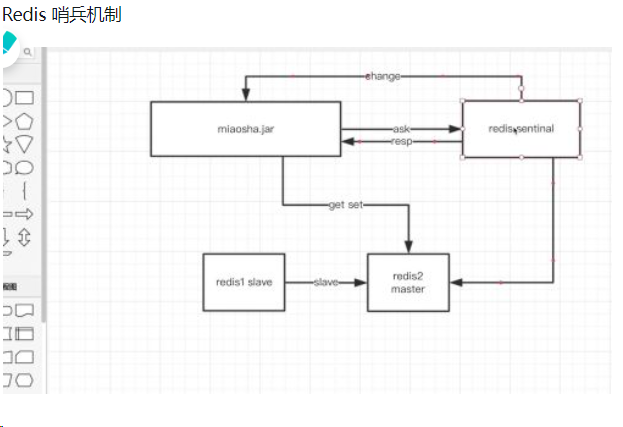 Redis 哨兵机制
change
miaosha.jar
ask
resp
redis sentinal
get set
redis1 slave
slave
redis2
master